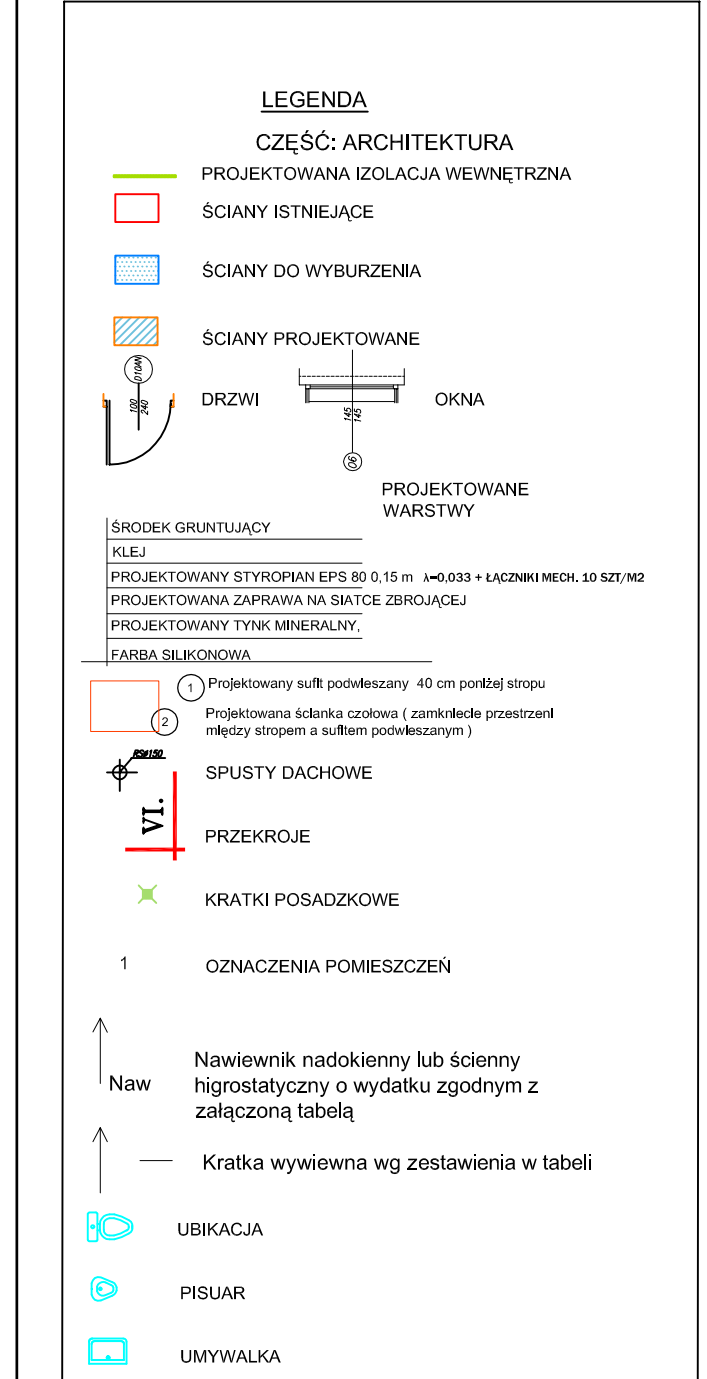 LEGENDA
CZĘŚĆ: ARCHITEKTURA
PROJEKTOWANA IZOLACJA WEWNĘTRZNA
ŚCIANY ISTNIEJĄCE
ŚCIANY DO WYBURZENIA
ŚCIANY PROJEKTOWANE
D10AN
100
240
DRZWI
145
145
O6
OKNA
PROJEKTOWANE
WARSTWY
ŚRODEK GRUNTUJĄCY
KLEJ
PROJEKTOWANY STYROPIAN EPS 80 0,15 m λ=0,033 + ŁĄCZNIKI MECH. 10 SZT/M2
PROJEKTOWANA ZAPRAWA NA SIATCE ZBROJĄCEJ
PROJEKTOWANY TYNK MINERALNY,
FARBA SILIKONOWA
1 Projektowany sufit podwieszany 40 cm poniżej stropu
2 Projektowana ścianka czołowa ( zamkniecie przestrzeni
między stropem a sufitem podwieszanym )
RSø150
SPUSTY DACHOWE
VI.
PRZEKROJE
KRATKI POSADZKOWE
1 OZNACZENIA POMIESZCZEŃ
Naw
Nawiewnik nadokienny lub ścienny
higrostatyczny o wydatku zgodnym z
załączoną tabelą
Kratka wywiewna wg zestawienia w tabeli
UBIKACJA
PISUAR
UMYWALKA